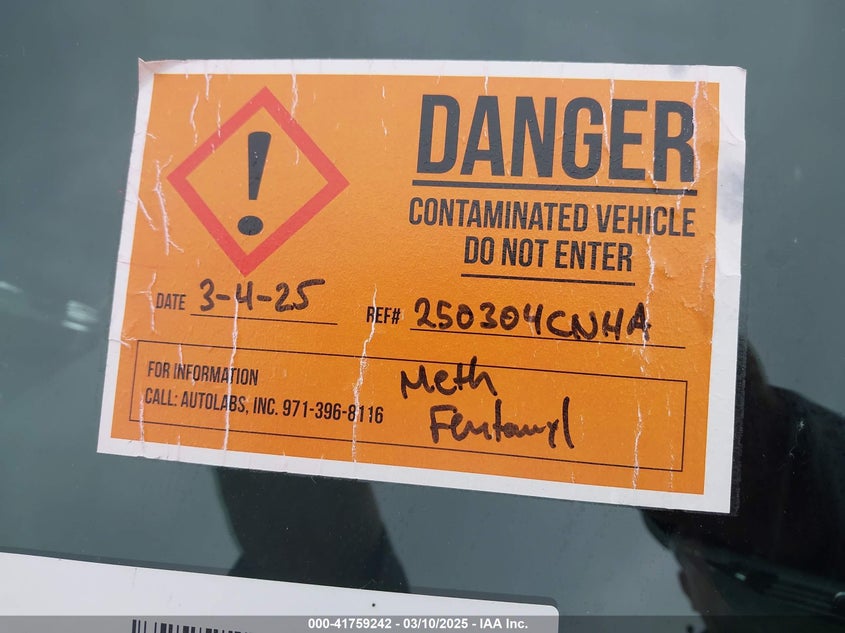 DANGER
CONTAMINATED VEHICLE
DO NOT ENTER
DATE 3-4-25 REF# 250304CNHA
FOR INFORMATION
CALL: AUTOLABS, INC. 971-396-8116
Meth
Fentanyl
000-41759242 — 03/10/2025 — IAA Inc.